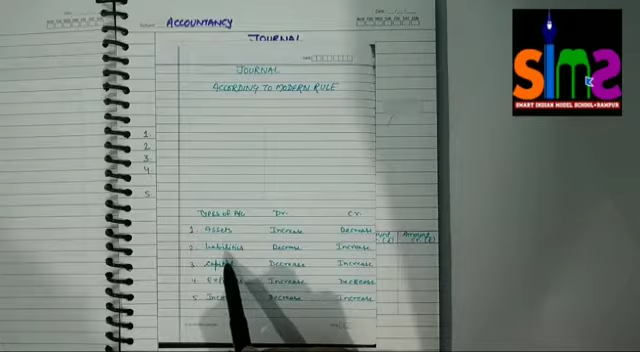 ACCOUNTANCY
JOURNAL
JOURNAL
ACCORDING TO MODERN RULE
1.
2
3
4.
5
Types of A/c Dr. Cr.
1. Assets Increase Decrease
2. Liabilities Decrease Increase
3 Capital Decrease Increase
4 Increase Decrease
5 Decrease Increase
Amount
SIMS
SMART INDIAN MODEL SCHOOL-RAMPUR